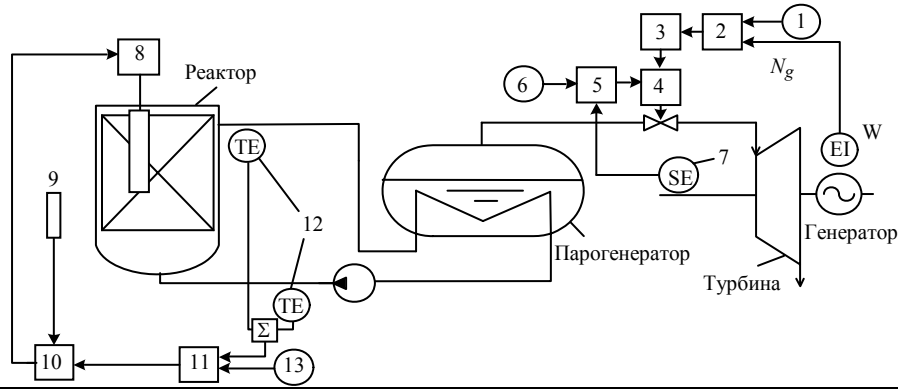 1
3
2
8
Реактор
N_g
6
5
4
TE
7
EI
W
SE
9
12
Генератор
Парогенератор
Турбина
TE
Σ
10
11
13